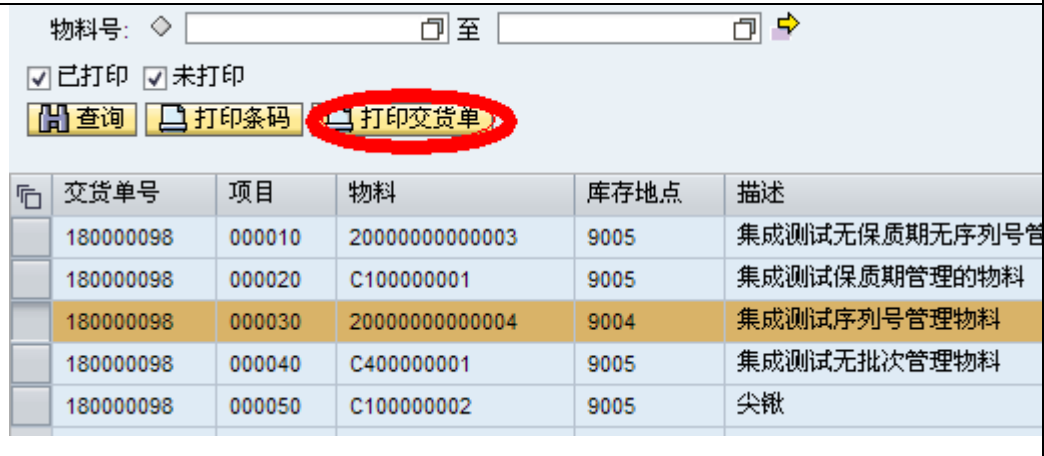 物料号: 至
已打印 未打印
查询 打印条码 打印交货单
交货单号 项目 物料 库存地点 描述
180000098 000010 20000000000003 9005 集成测试无保质期无序列号管
180000098 000020 C100000001 9005 集成测试保质期管理的物料
180000098 000030 20000000000004 9004 集成测试序列号管理物料
180000098 000040 C400000001 9005 集成测试无批次管理物料
180000098 000050 C100000002 9005 尖锹